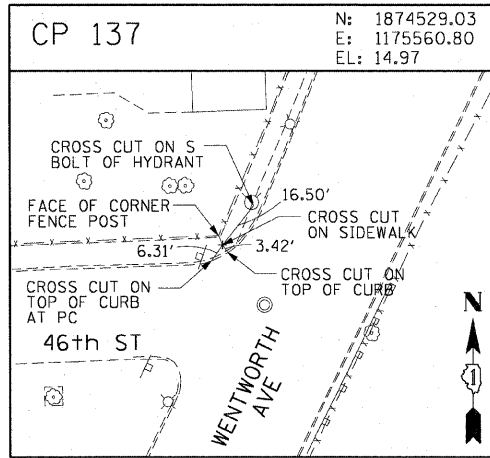 CP 137
N: 1874529.03
E: 1175560.80
EL: 14.97
CROSS CUT ON S
BOLT OF HYDRANT
16.50'
FACE OF CORNER
FENCE POST
CROSS CUT
ON SIDEWALK
6.31'
3.42'
CROSS CUT ON
TOP OF CURB
CROSS CUT ON
TOP OF CURB
AT PC
46th ST
WENTWORTH
AVE
N
1